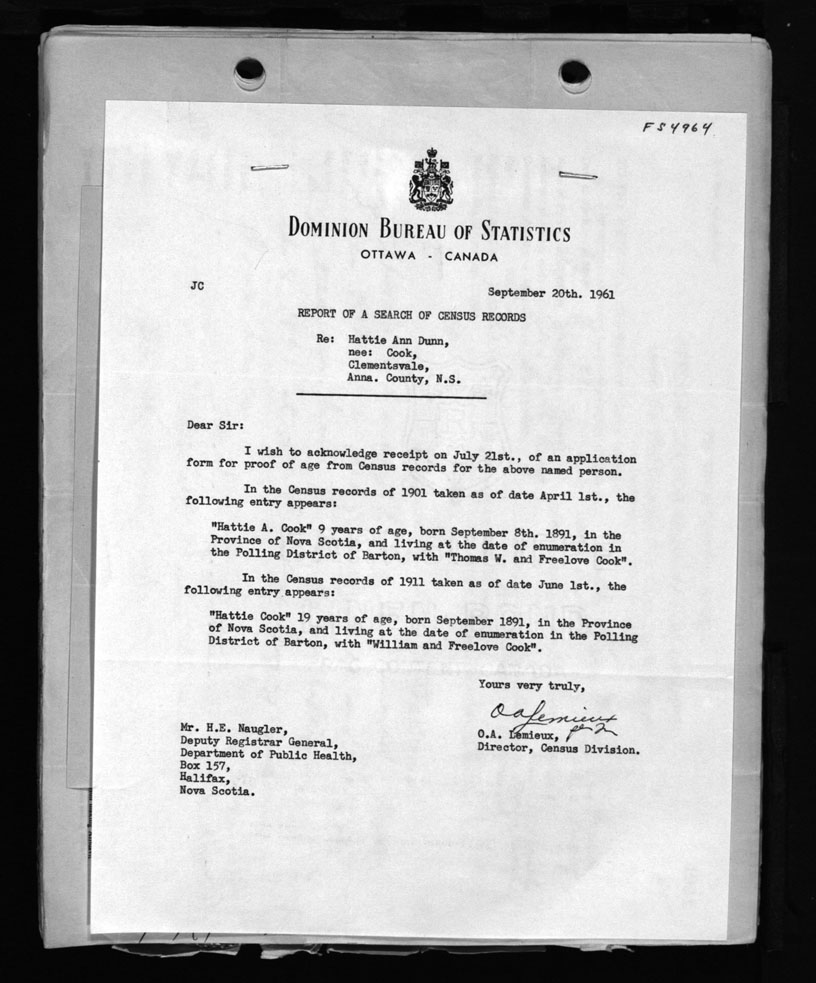 FS4964
DOMINION BUREAU OF STATISTICS
OTTAWA - CANADA
JC
September 20th. 1961
REPORT OF A SEARCH OF CENSUS RECORDS
Re: Hattie Ann Dunn,
nee: Cook,
Clementsvale,
Anna. County, N.S.
Dear Sir:
I wish to acknowledge receipt on July 21st., of an application
form for proof of age from Census records for the above named person.
In the Census records of 1901 taken as of date April 1st., the
following entry appears:
"Hattie A. Cook" 9 years of age, born September 8th. 1891, in the
Province of Nova Scotia, and living at the date of enumeration in
the Polling District of Barton, with "Thomas W. and Freelove Cook".
In the Census records of 1911 taken as of date June 1st., the
following entry appears:
"Hattie Cook" 19 years of age, born September 1891, in the Province
of Nova Scotia, and living at the date of enumeration in the Polling
District of Barton, with "William and Freelove Cook".
Yours very truly,
OALemieux
O.A. Lemieux,
Director, Census Division.
Mr. H.E. Naugler,
Deputy Registrar General,
Department of Public Health,
Box 157,
Halifax,
Nova Scotia.